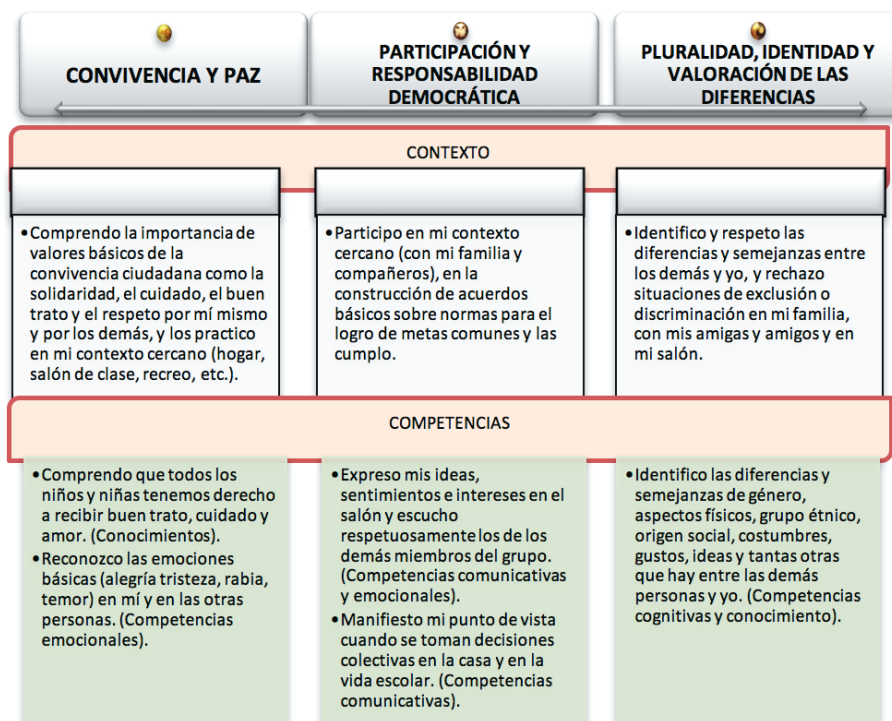 CONVIVENCIA Y PAZ
PARTICIPACIÓN Y
RESPONSABILIDAD
DEMOCRÁTICA
PLURALIDAD, IDENTIDAD Y
VALORACIÓN DE LAS
DIFERENCIAS
CONTEXTO
•Comprendo la importancia de
valores básicos de la
convivencia ciudadana como la
solidaridad, el cuidado, el buen
trato y el respeto por mí mismo
y por los demás, y los practico
en mi contexto cercano (hogar,
salón de clase, recreo, etc.).
•Participo en mi contexto
cercano (con mi familia y
compañeros), en la
construcción de acuerdos
básicos sobre normas para el
logro de metas comunes y las
cumplo.
•Identifico y respeto las
diferencias y semejanzas entre
los demás y yo, y rechazo
situaciones de exclusión o
discriminación en mi familia,
con mis amigas y amigos y en
mi salón.
COMPETENCIAS
•Comprendo que todos los
niños y niñas tenemos derecho
a recibir buen trato, cuidado y
amor. (Conocimientos).
•Reconozco las emociones
básicas (alegría tristeza, rabia,
temor) en mí y en las otras
personas. (Competencias
emocionales).
•Expreso mis ideas,
sentimientos e intereses en el
salón y escucho
respetuosamente los de los
demás miembros del grupo.
(Competencias comunicativas
y emocionales).
•Manifiesto mi punto de vista
cuando se toman decisiones
colectivas en la casa y en la
vida escolar. (Competencias
comunicativas).
•Identifico las diferencias y
semejanzas de género,
aspectos físicos, grupo étnico,
origen social, costumbres,
gustos, ideas y tantas otras
que hay entre las demás
personas y yo. (Competencias
cognitivas y conocimiento).